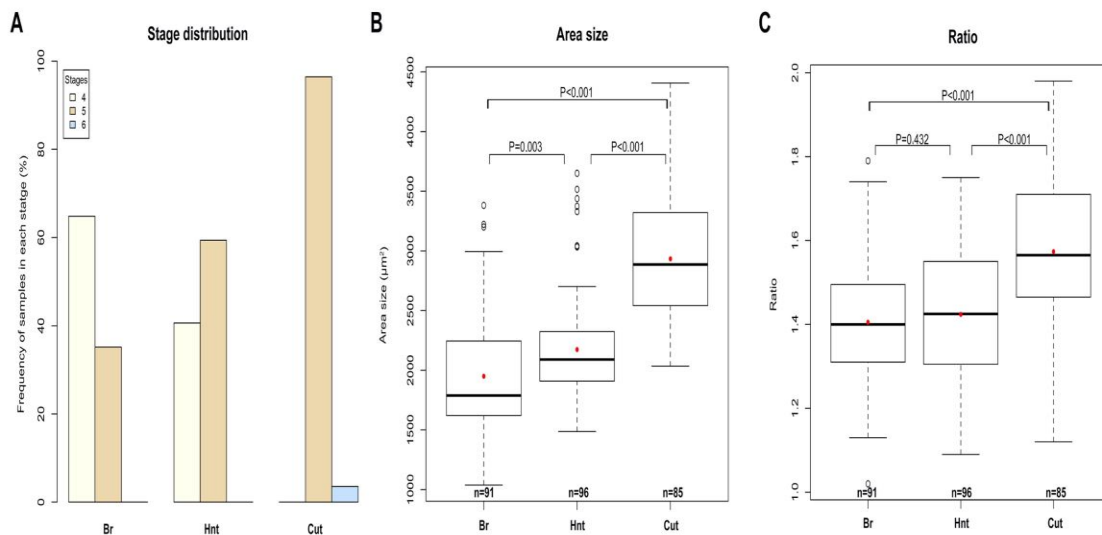 A
Stage distribution
Frequency of samples in each statge (%)
100
80
60
40
20
0
Stages
4
5
6
Br
Hnt
Cut
B
Area size
Area size (µm²)
4500
4000
3500
3000
2500
2000
1500
1000
P<0.001
P=0.003
P<0.001
n=91
n=96
n=85
Br
Hnt
Cut
C
Ratio
Ratio
2.0
1.8
1.6
1.4
1.2
1.0
P<0.001
P=0.432
P<0.001
n=91
n=96
n=85
Br
Hnt
Cut